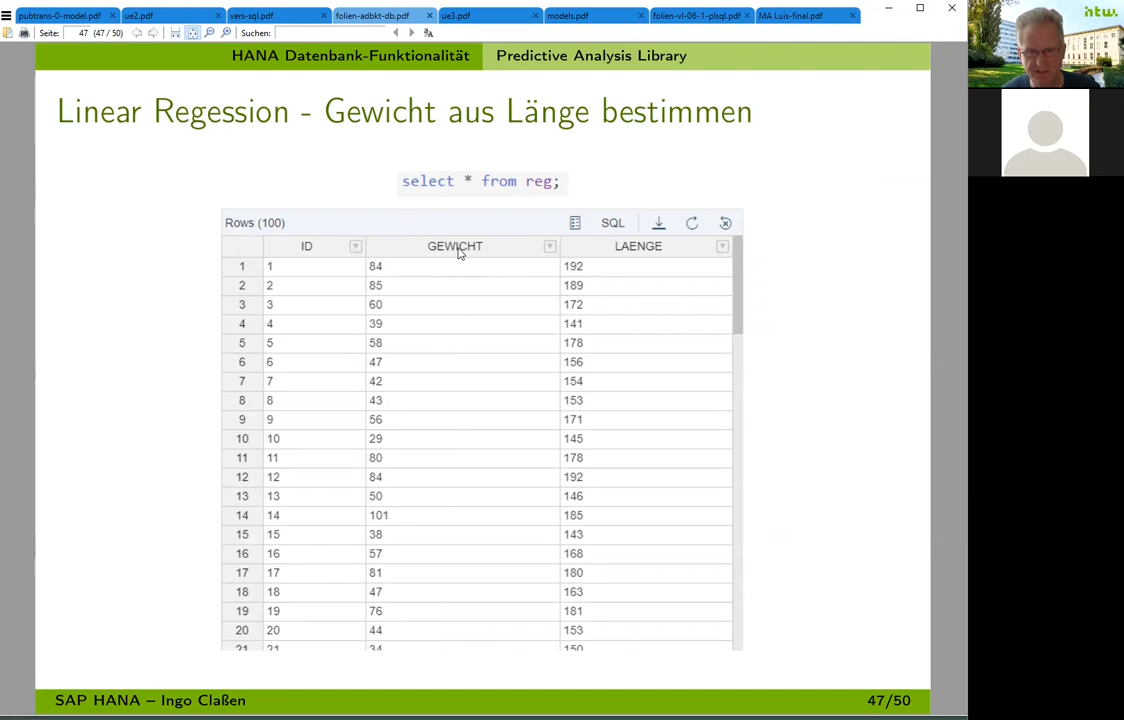 pubtrans-0-model.pdf ue2.pdf vers-sql.pdf folien-adbkt-db.pdf ue3.pdf models.pdf folien-vl-06-1-plsql.pdf MA Luis-final.pdf
Seite: 47 (47 / 50) Suchen:
htw
HANA Datenbank-Funktionalität Predictive Analysis Library
Linear Regression - Gewicht aus Länge bestimmen
select * from reg;
Rows (100) SQL
ID GEWICHT LAENGE
1 1 84 192
2 2 85 189
3 3 60 172
4 4 39 141
5 5 58 178
6 6 47 156
7 7 42 154
8 8 43 153
9 9 56 171
10 10 29 145
11 11 80 178
12 12 84 192
13 13 50 146
14 14 101 185
15 15 38 143
16 16 57 168
17 17 81 180
18 18 47 163
19 19 76 181
20 20 44 153
21 21 34 150
SAP HANA – Ingo Claßen 47/50